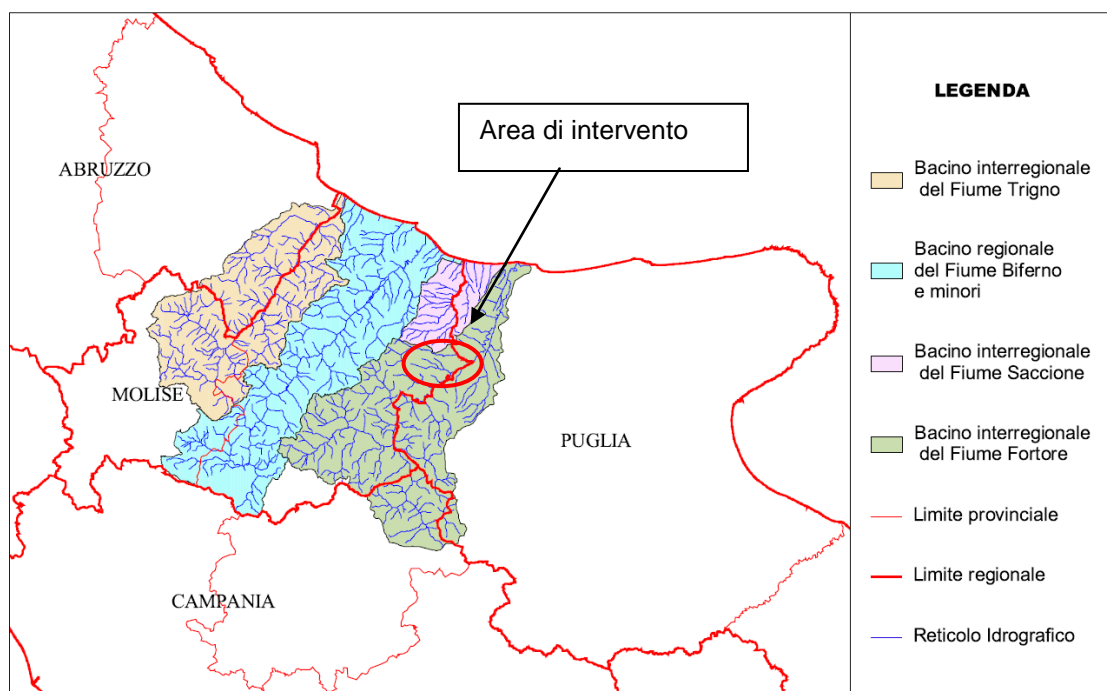 Area di intervento
ABRUZZO
MOLISE
PUGLIA
CAMPANIA
LEGENDA
Bacino interregionale
del Fiume Trigno
Bacino regionale
del Fiume Biferno
e minori
Bacino interregionale
del Fiume Saccione
Bacino interregionale
del Fiume Fortore
Limite provinciale
Limite regionale
Reticolo Idrografico